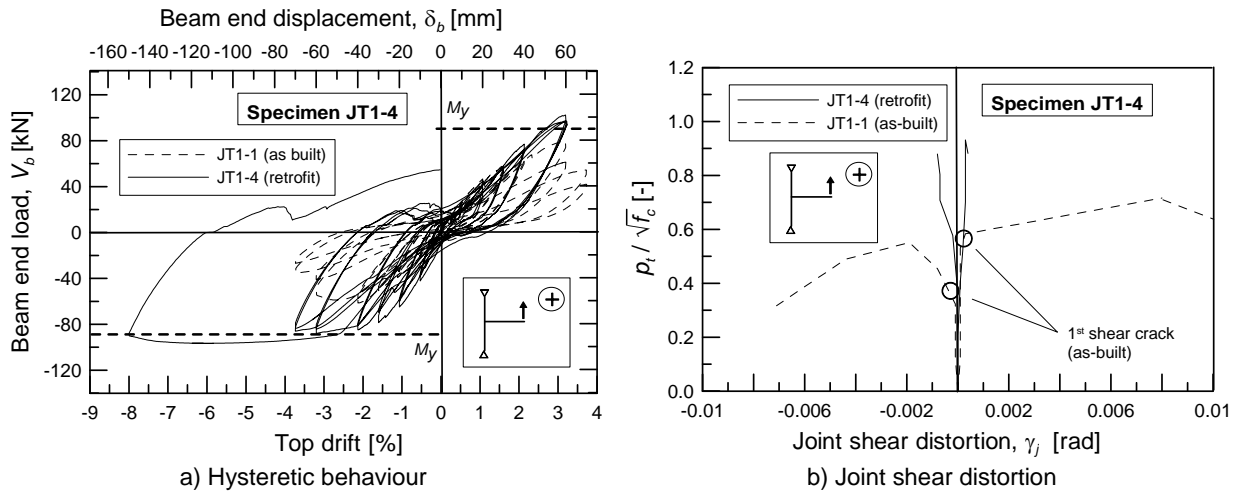 Beam end displacement, δb [mm]
-160 -120 -100 -80 -60 -40 -20 0 20 40 60
120
80
40
0
-40
-80
-120
Beam end load, Vb [kN]
Specimen JT1-4
My
JT1-1 (as built)
JT1-4 (retrofit)
+
My
-9 -8 -7 -6 -5 -4 -3 -2 -1 0 1 2 3 4
Top drift [%]
a) Hysteretic behaviour
1.2
1.0
0.8
0.6
0.4
0.2
0.0
pt / √fc [-]
JT1-4 (retrofit)
JT1-1 (as-built)
Specimen JT1-4
+
1st shear crack
(as-built)
-0.01 -0.006 -0.002 0.002 0.006 0.01
Joint shear distortion, γj [rad]
b) Joint shear distortion